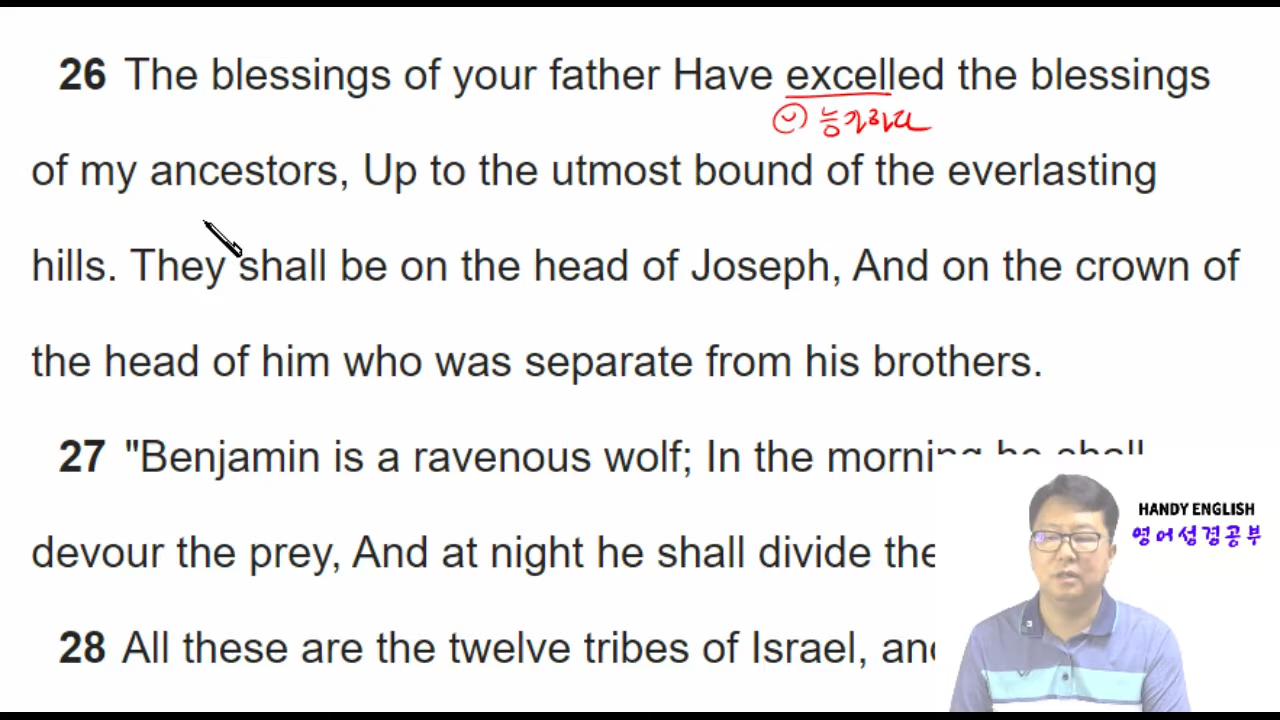 26 The blessings of your father Have excelled the blessings
ⓥ 능가하다
of my ancestors, Up to the utmost bound of the everlasting
hills. They shall be on the head of Joseph, And on the crown of
the head of him who was separate from his brothers.
27 "Benjamin is a ravenous wolf; In the morning he shall
devour the prey, And at night he shall divide the
28 All these are the twelve tribes of Israel, and
HANDY ENGLISH
영어성경공부